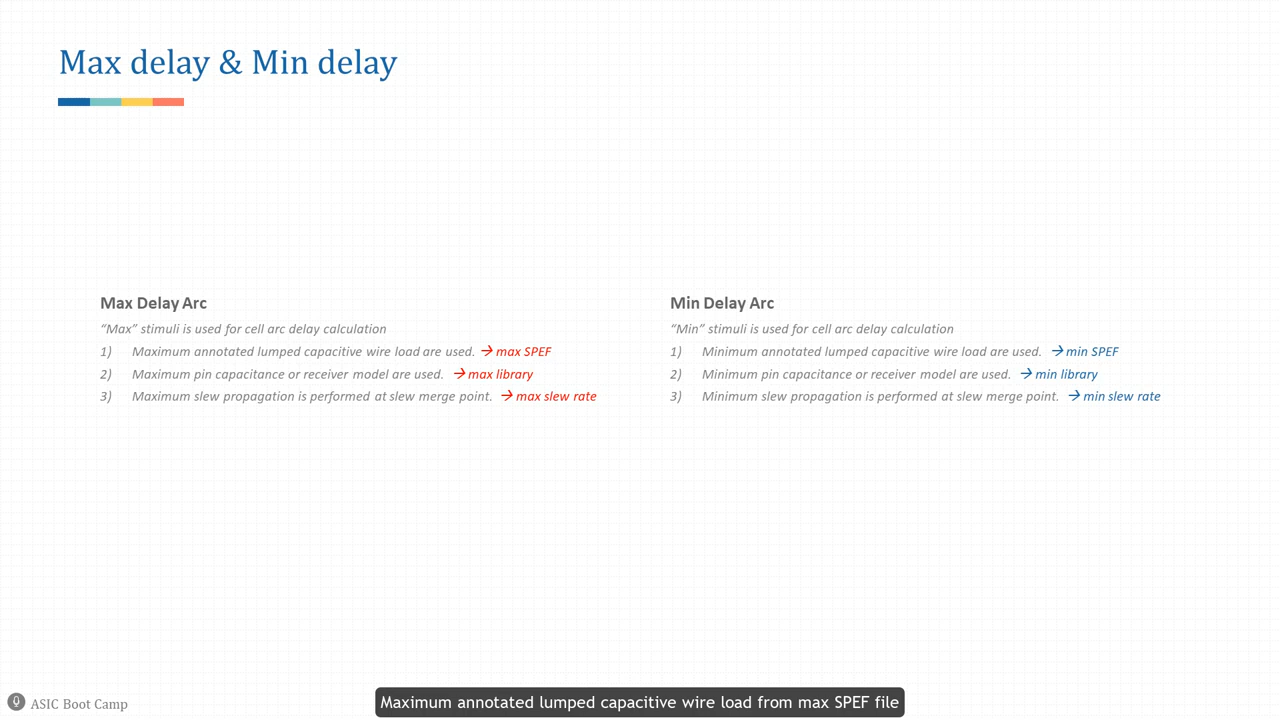 Max delay & Min delay
Max Delay Arc
“Max” stimuli is used for cell arc delay calculation
1) Maximum annotated lumped capacitive wire load are used. → max SPEF
2) Maximum pin capacitance or receiver model are used. → max library
3) Maximum slew propagation is performed at slew merge point. → max slew rate
Min Delay Arc
“Min” stimuli is used for cell arc delay calculation
1) Minimum annotated lumped capacitive wire load are used. → min SPEF
2) Minimum pin capacitance or receiver model are used. → min library
3) Minimum slew propagation is performed at slew merge point. → min slew rate
ASIC Boot Camp
Maximum annotated lumped capacitive wire load from max SPEF file